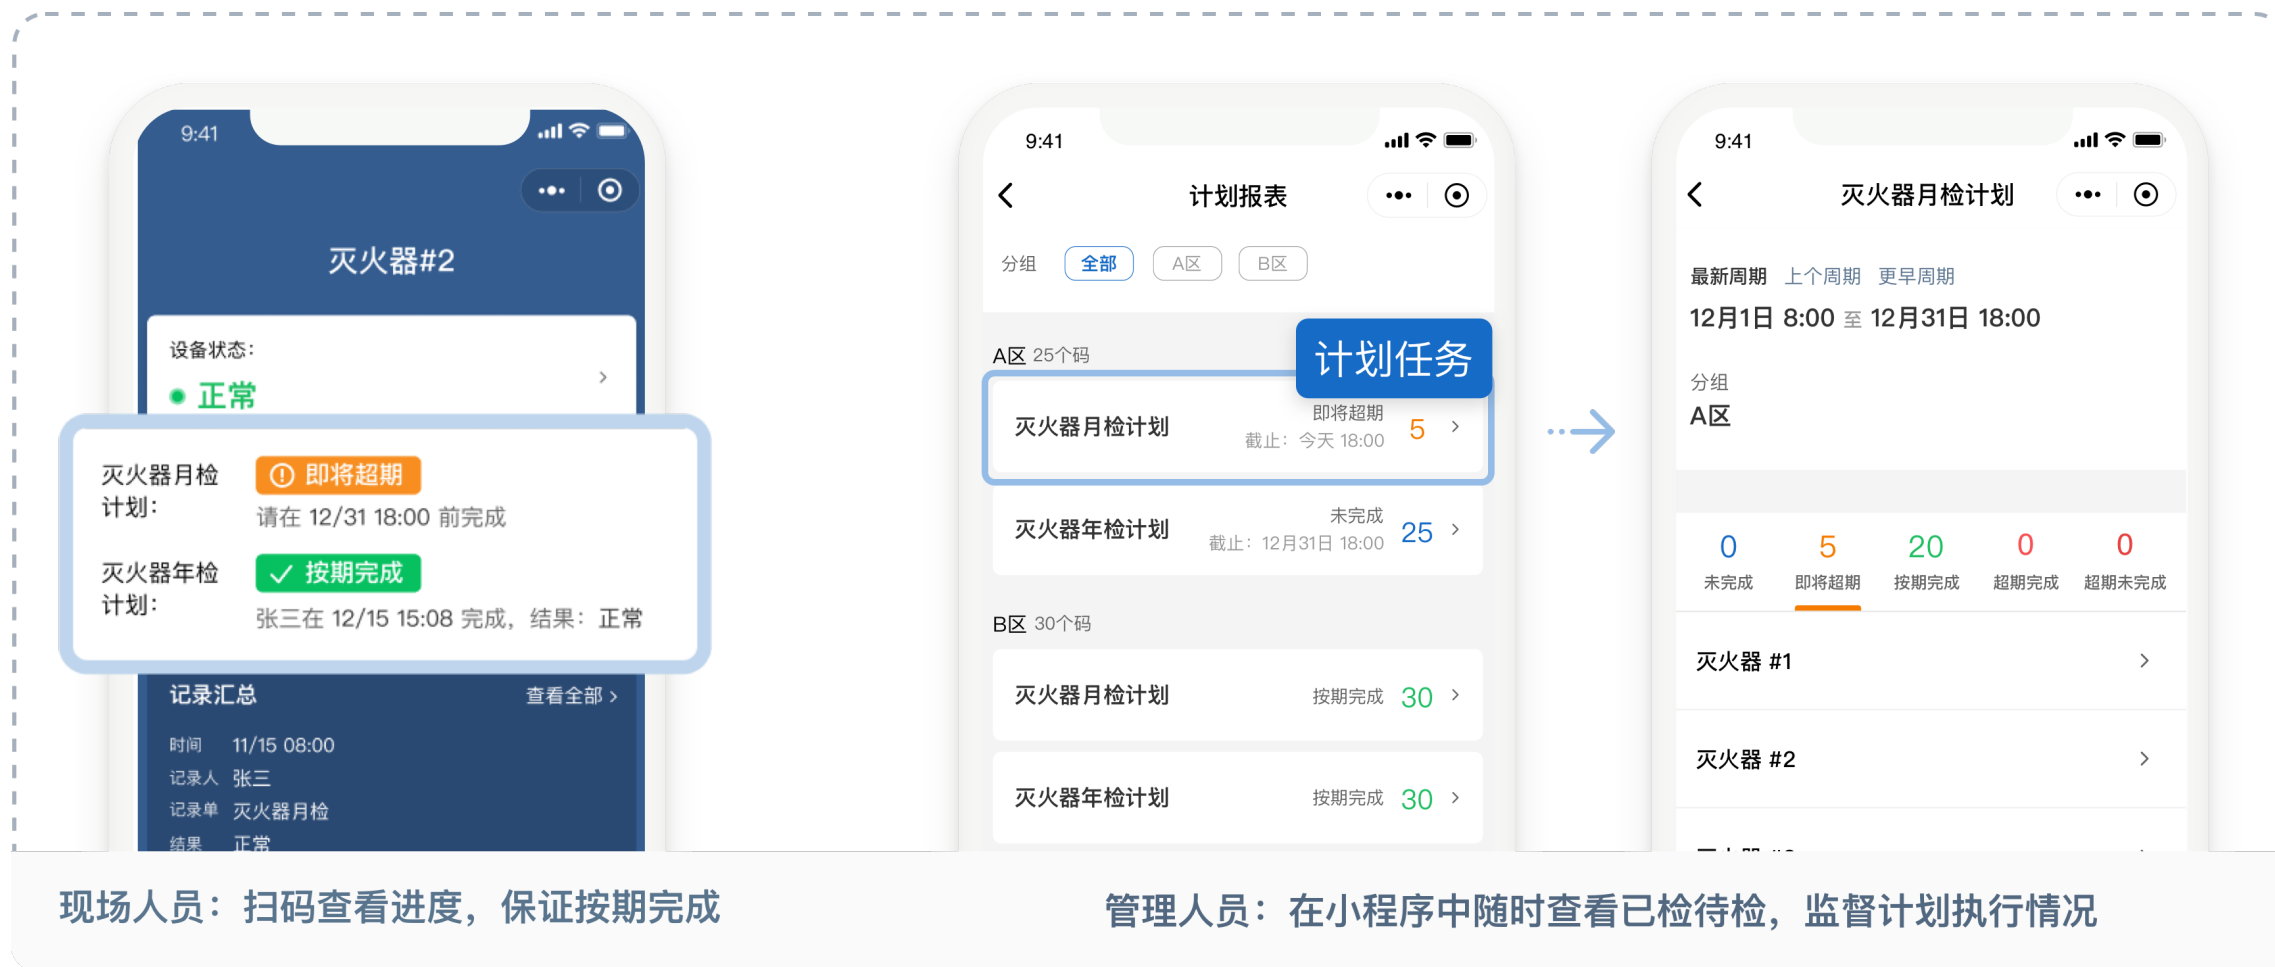 9:41
灭火器#2
设备状态：
正常
灭火器月检
计划：
即将超期
请在 12/31 18:00 前完成
灭火器年检
计划：
按期完成
张三在 12/15 15:08 完成，结果：正常
记录汇总 查看全部
时间 11/15 08:00
记录人 张三
记录单 灭火器月检
结果 正常
现场人员：扫码查看进度，保证按期完成
9:41
计划报表
分组 全部 A区 B区
A区 25个码
计划任务
灭火器月检计划 即将超期 5
截止：今天 18:00
灭火器年检计划 未完成 25
截止：12月31日 18:00
B区 30个码
灭火器月检计划 按期完成 30
灭火器年检计划 按期完成 30
9:41
灭火器月检计划
最新周期 上个周期 更早周期
12月1日 8:00 至 12月31日 18:00
分组
A区
0 5 20 0 0
未完成 即将超期 按期完成 超期完成 超期未完成
灭火器 #1
灭火器 #2
管理人员：在小程序中随时查看已检待检，监督计划执行情况